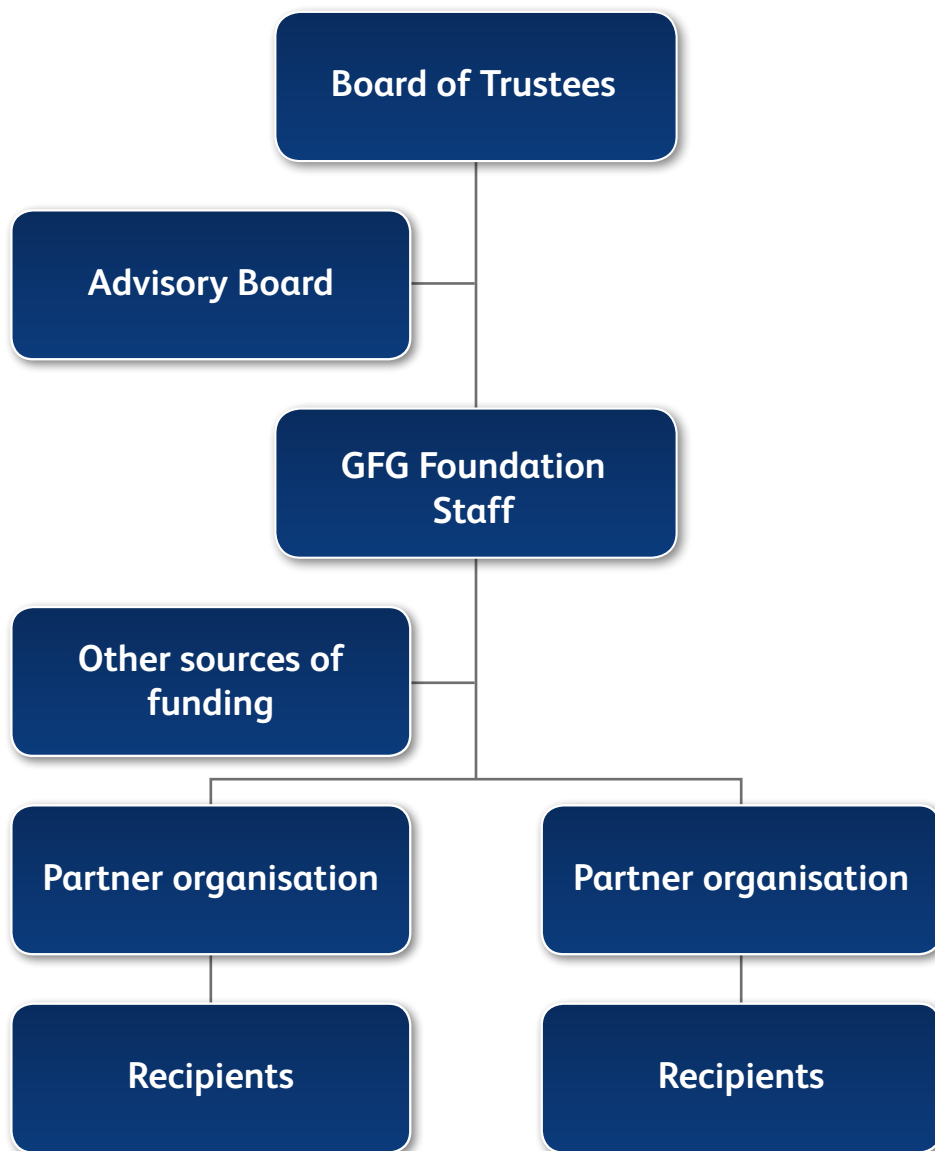 Board of Trustees
Advisory Board
GFG Foundation
Staff
Other sources of
funding
Partner organisation
Partner organisation
Recipients
Recipients